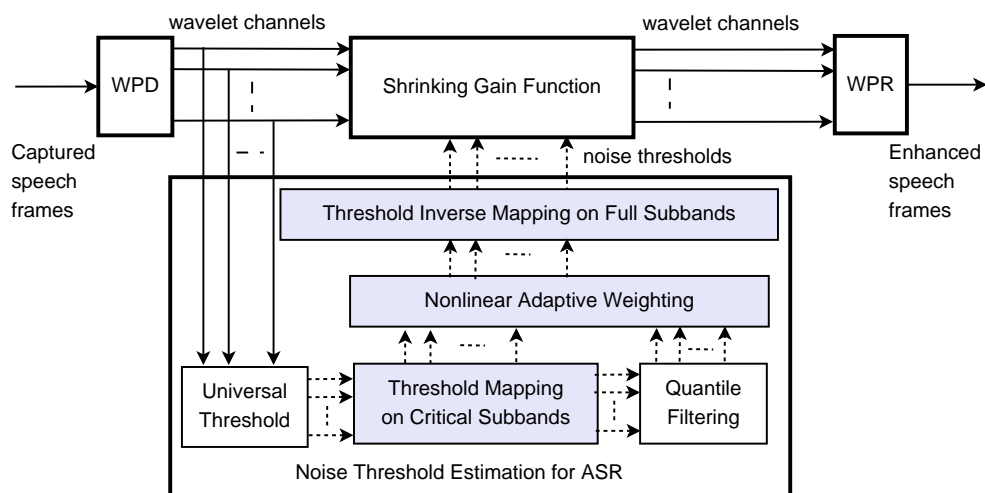 wavelet channels
wavelet channels
WPD
Shrinking Gain Function
WPR
Captured
speech
frames
noise thresholds
Enhanced
speech
frames
Threshold Inverse Mapping on Full Subbands
Nonlinear Adaptive Weighting
Universal
Threshold
Threshold Mapping
on Critical Subbands
Quantile
Filtering
Noise Threshold Estimation for ASR